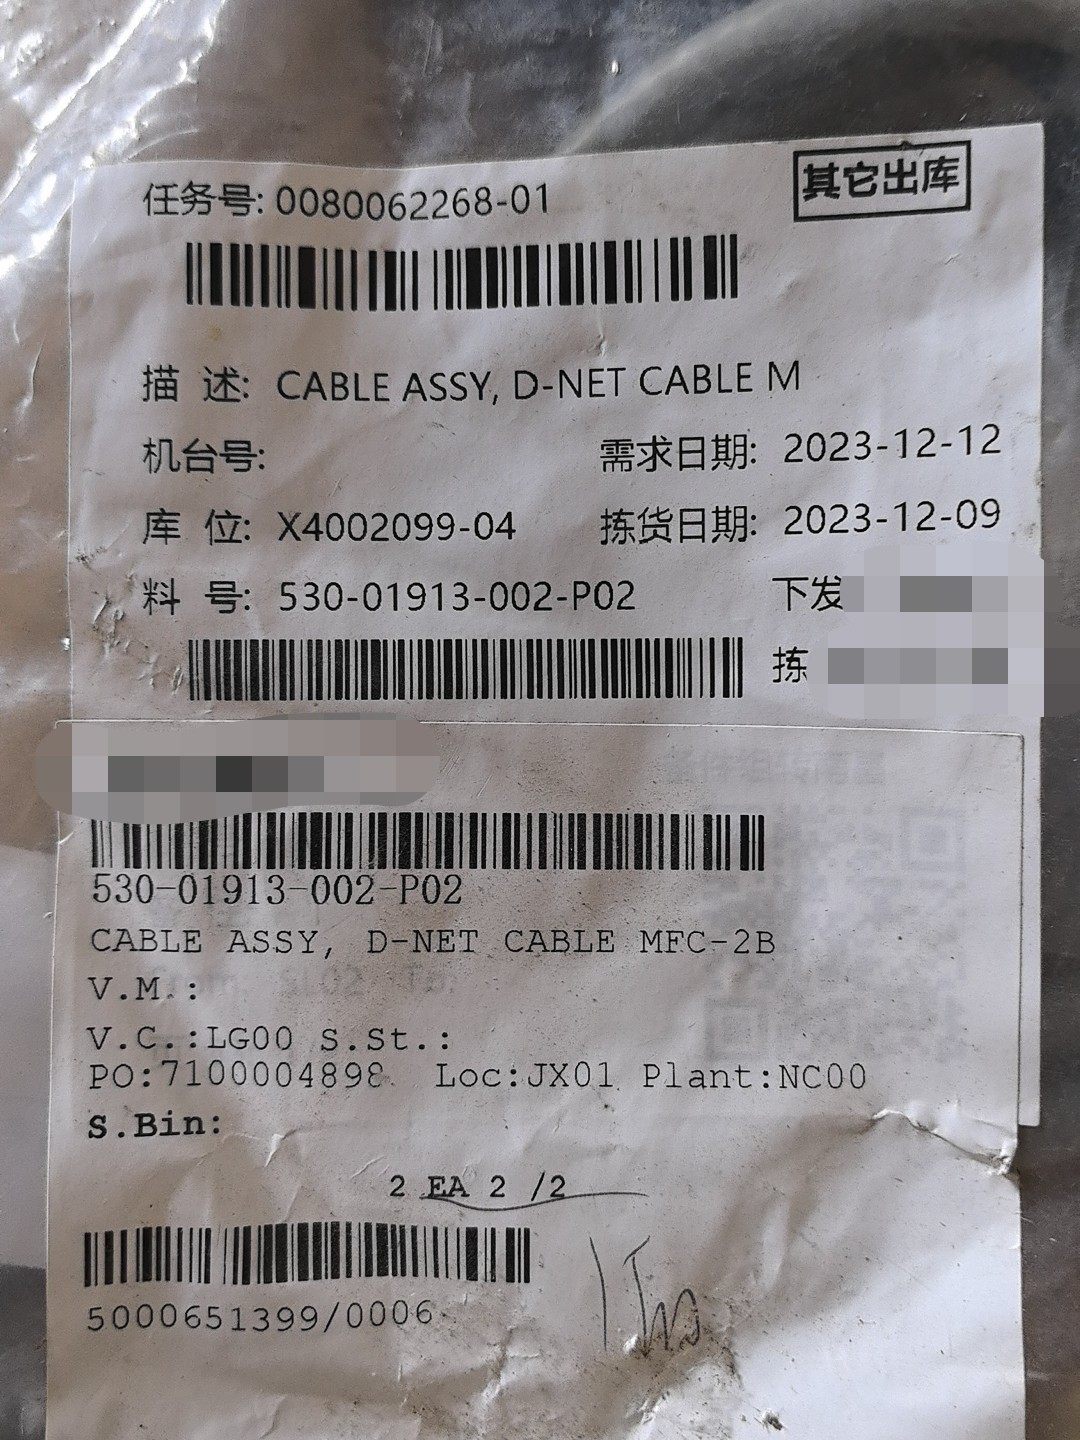 任务号: 0080062268-01
其它出库
描 述: CABLE ASSY, D-NET CABLE M
机台号:
需求日期: 2023-12-12
库 位: X4002099-04
拣货日期: 2023-12-09
料 号: 530-01913-002-P02
下发
拣
530-01913-002-P02
CABLE ASSY, D-NET CABLE MFC-2B
V.M.:
V.C.:LG00 S.St.:
PO:7100004898 Loc:JX01 Plant:NC00
S.Bin:
2 EA 2 /2
5000651399/0006